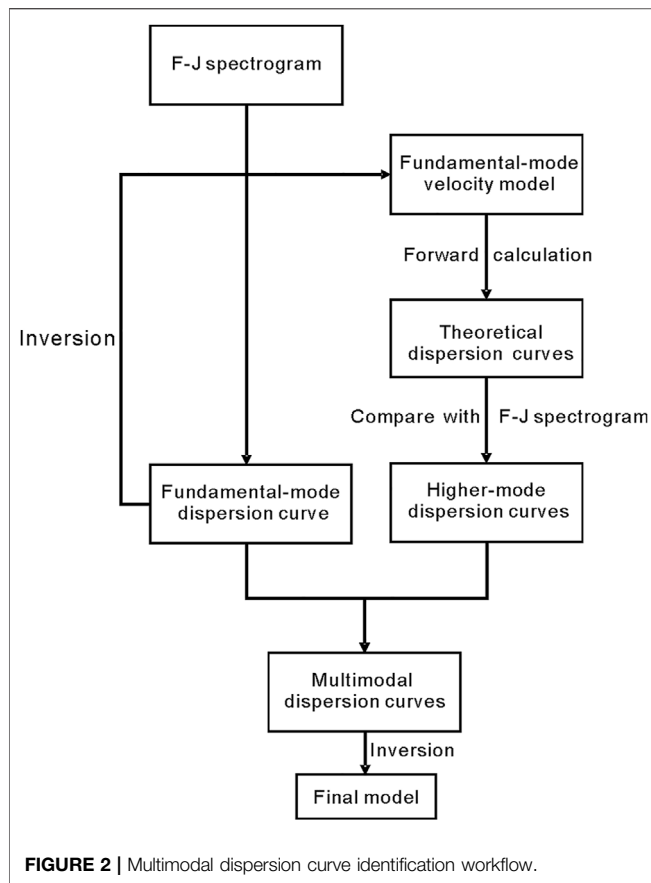 F-J spectrogram
Fundamental-mode
velocity model
Forward calculation
Inversion
Theoretical
dispersion curves
Compare with F-J spectrogram
Fundamental-mode
dispersion curve
Higher-mode
dispersion curves
Multimodal
dispersion curves
Inversion
Final model
FIGURE 2 | Multimodal dispersion curve identification workflow.